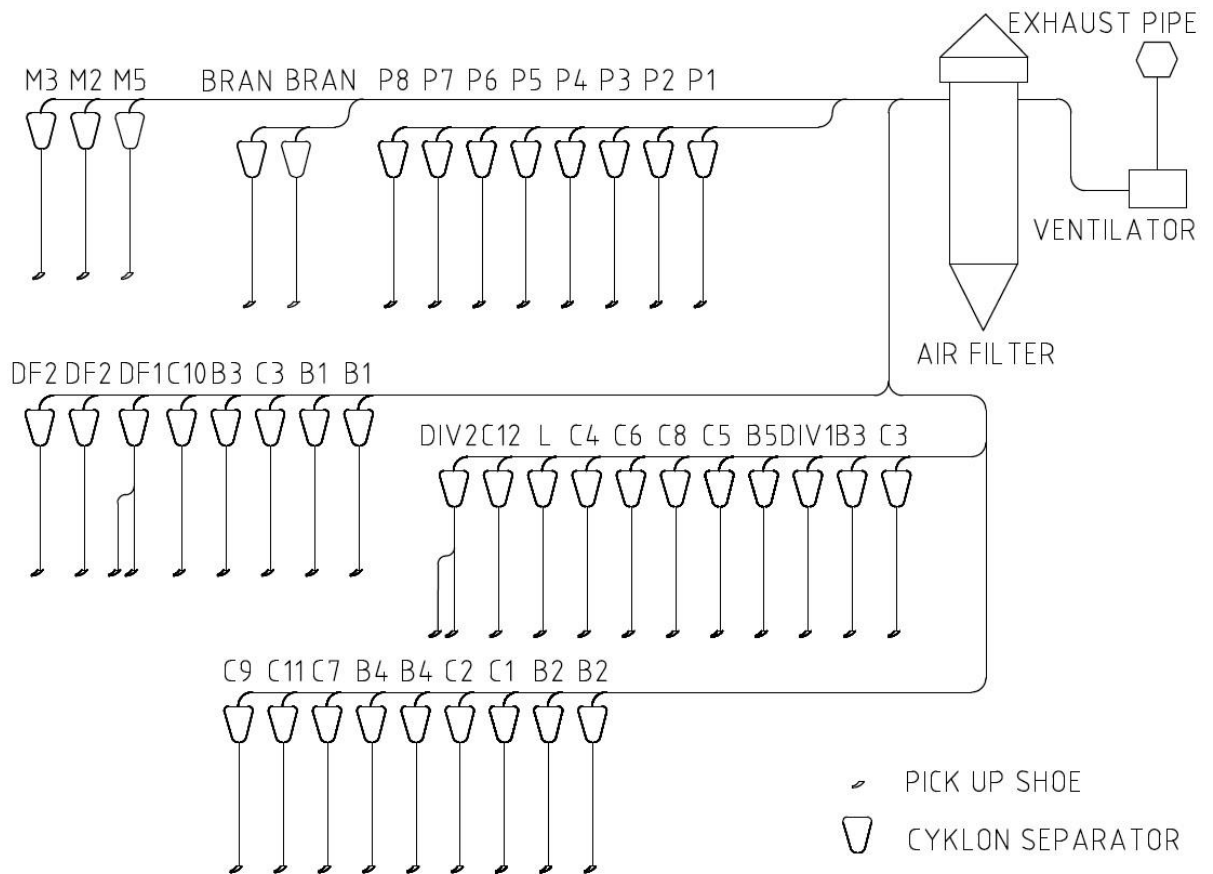 EXHAUST PIPE
M3 M2 M5 BRAN BRAN P8 P7 P6 P5 P4 P3 P2 P1
VENTILATOR
AIR FILTER
DF2 DF2 DF1 C10 B3 C3 B1 B1
DIV2 C12 L C4 C6 C8 C5 B5 DIV1 B3 C3
C9 C11 C7 B4 B4 C2 C1 B2 B2
PICK UP SHOE
CYKLON SEPARATOR